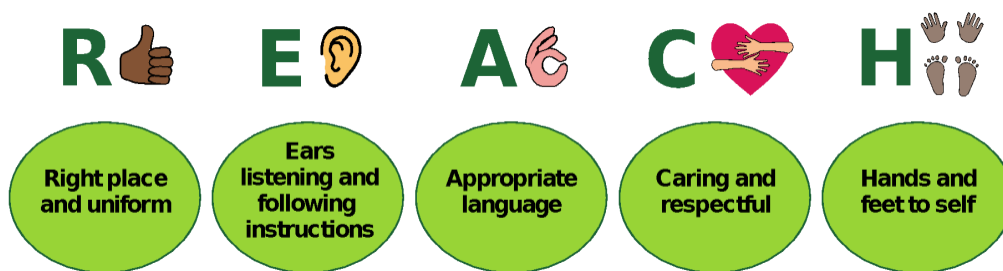 R E A C H
Right place
and uniform
Ears
listening and
following
instructions
Appropriate
language
Caring and
respectful
Hands and
feet to self